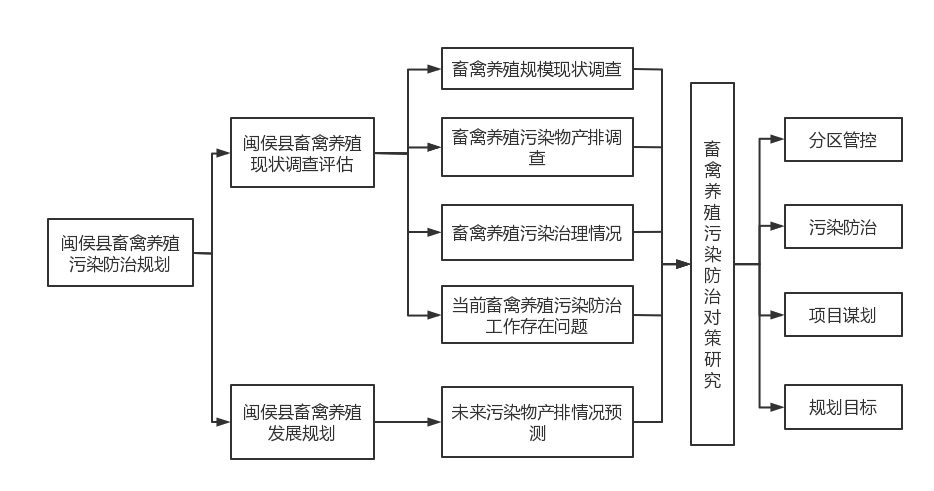 闽侯县畜禽养殖
污染防治规划
闽侯县畜禽养殖
现状调查评估
闽侯县畜禽养殖
发展规划
畜禽养殖规模现状调查
畜禽养殖污染物产排调
查
畜禽养殖污染治理情况
当前畜禽养殖污染防治
工作存在问题
未来污染物产排情况预
测
畜禽养殖污染防治对策研究
分区管控
污染防治
项目谋划
规划目标